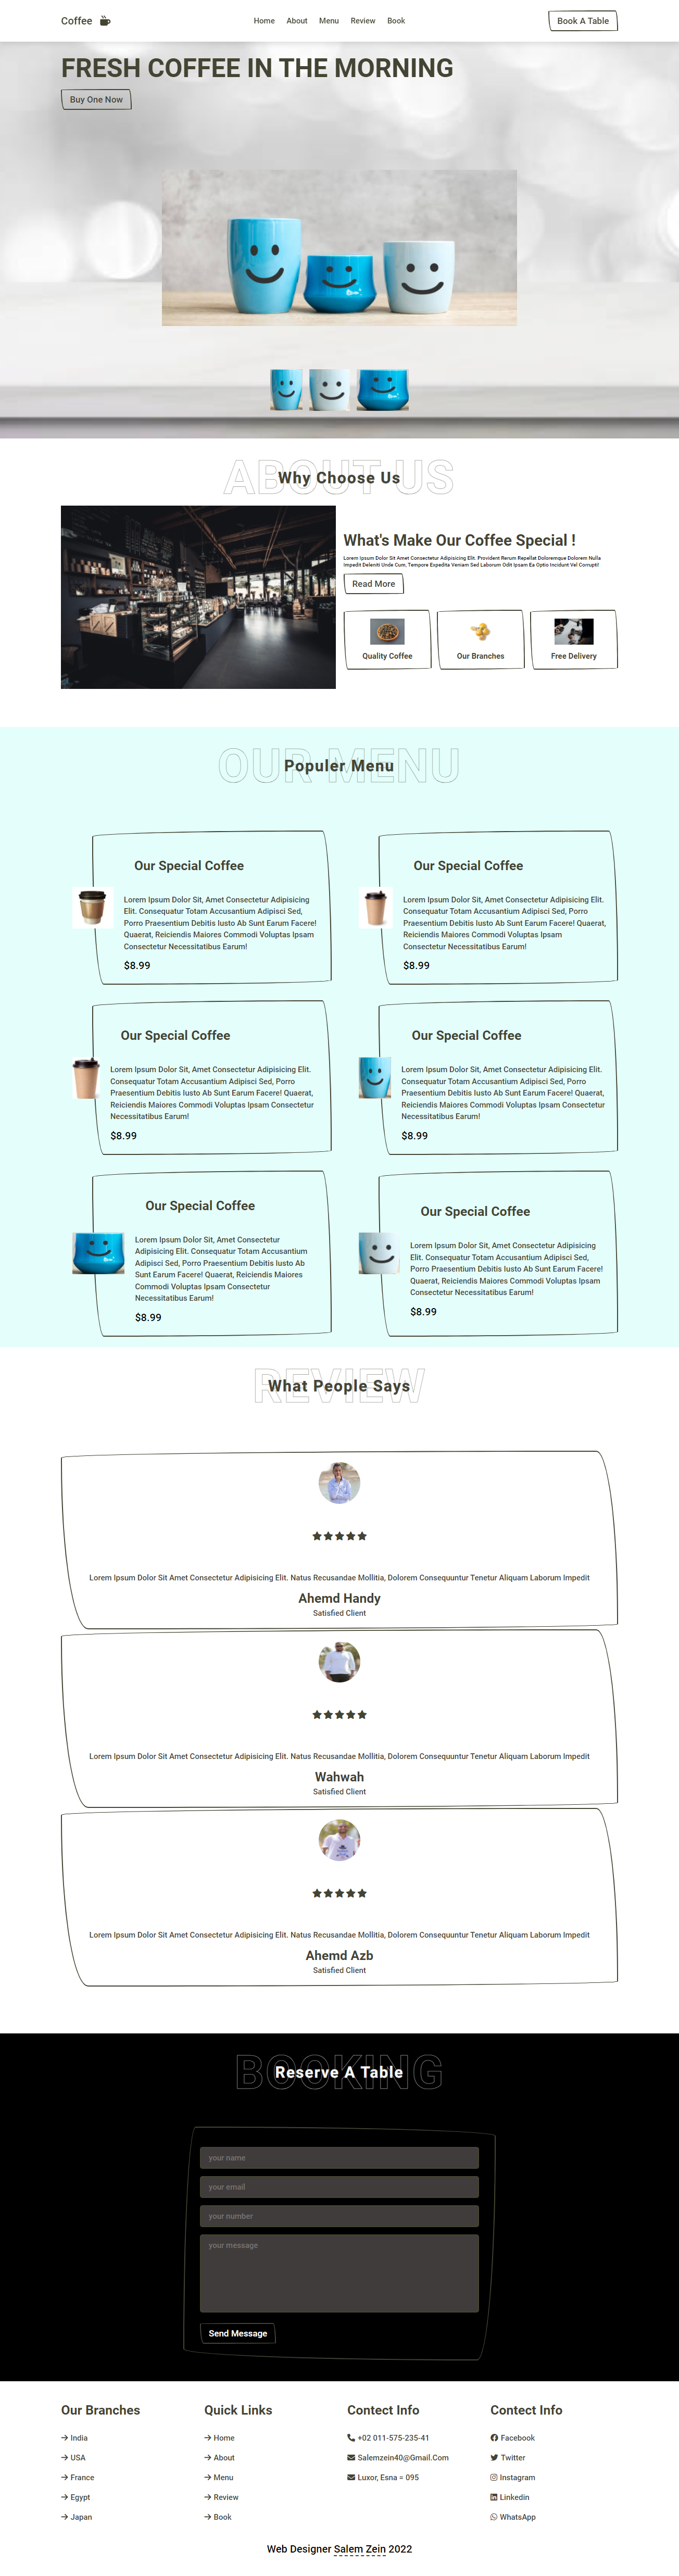 Coffee
Home About Menu Review Book
Book A Table
FRESH COFFEE IN THE MORNING
Buy One Now
ABOUT US
Why Choose Us
What's Make Our Coffee Special !
Lorem Ipsum Dolor Sit Amet Consectetur Adipisicing Elit. Provident Rerum Repellat Doloremque Dolorem Nulla
Impedit Deleniti Unde Cum, Tempore Expedita Veniam Sed Laborum Odit Ipsam Ea Optio Incidunt Vel Corrupti!
Read More
Quality Coffee
Our Branches
Free Delivery
OUR MENU
Populer Menu
Our Special Coffee
Lorem Ipsum Dolor Sit, Amet Consectetur Adipisicing
Elit. Consequatur Totam Accusantium Adipisci Sed,
Porro Praesentium Debitis Iusto Ab Sunt Earum Facere!
Quaerat, Reiciendis Maiores Commodi Voluptas Ipsam
Consectetur Necessitatibus Earum!
$8.99
Our Special Coffee
Lorem Ipsum Dolor Sit, Amet Consectetur Adipisicing Elit.
Consequatur Totam Accusantium Adipisci Sed, Porro
Praesentium Debitis Iusto Ab Sunt Earum Facere! Quaerat,
Reiciendis Maiores Commodi Voluptas Ipsam
Consectetur Necessitatibus Earum!
$8.99
Our Special Coffee
Lorem Ipsum Dolor Sit, Amet Consectetur Adipisicing Elit.
Consequatur Totam Accusantium Adipisci Sed, Porro
Praesentium Debitis Iusto Ab Sunt Earum Facere! Quaerat,
Reiciendis Maiores Commodi Voluptas Ipsam Consectetur
Necessitatibus Earum!
$8.99
Our Special Coffee
Lorem Ipsum Dolor Sit, Amet Consectetur Adipisicing Elit.
Consequatur Totam Accusantium Adipisci Sed, Porro
Praesentium Debitis Iusto Ab Sunt Earum Facere! Quaerat,
Reiciendis Maiores Commodi Voluptas Ipsam Consectetur
Necessitatibus Earum!
$8.99
Our Special Coffee
Lorem Ipsum Dolor Sit, Amet Consectetur
Adipisicing Elit. Consequatur Totam Accusantium
Adipisci Sed, Porro Praesentium Debitis Iusto Ab
Sunt Earum Facere! Quaerat, Reiciendis Maiores
Commodi Voluptas Ipsam Consectetur
Necessitatibus Earum!
$8.99
Our Special Coffee
Lorem Ipsum Dolor Sit, Amet Consectetur Adipisicing
Elit. Consequatur Totam Accusantium Adipisci Sed,
Porro Praesentium Debitis Iusto Ab Sunt Earum Facere!
Quaerat, Reiciendis Maiores Commodi Voluptas Ipsam
Consectetur Necessitatibus Earum!
$8.99
REVIEW
What People Says
Lorem Ipsum Dolor Sit Amet Consectetur Adipisicing Elit. Natus Recusandae Mollitia, Dolorem Consequuntur Tenetur Aliquam Laborum Impedit
Ahemd Handy
Satisfied Client
Lorem Ipsum Dolor Sit Amet Consectetur Adipisicing Elit. Natus Recusandae Mollitia, Dolorem Consequuntur Tenetur Aliquam Laborum Impedit
Wahwah
Satisfied Client
Lorem Ipsum Dolor Sit Amet Consectetur Adipisicing Elit. Natus Recusandae Mollitia, Dolorem Consequuntur Tenetur Aliquam Laborum Impedit
Ahemd Azb
Satisfied Client
BOOKING
Reserve A Table
your name
your email
your number
your message
Send Message
Our Branches
India
USA
France
Egypt
Japan
Quick Links
Home
About
Menu
Review
Book
Contect Info
+02 011-575-235-41
Salemzein40@Gmail.Com
Luxor, Esna = 095
Contect Info
Facebook
Twitter
Instagram
Linkedin
WhatsApp
Web Designer Salem Zein 2022